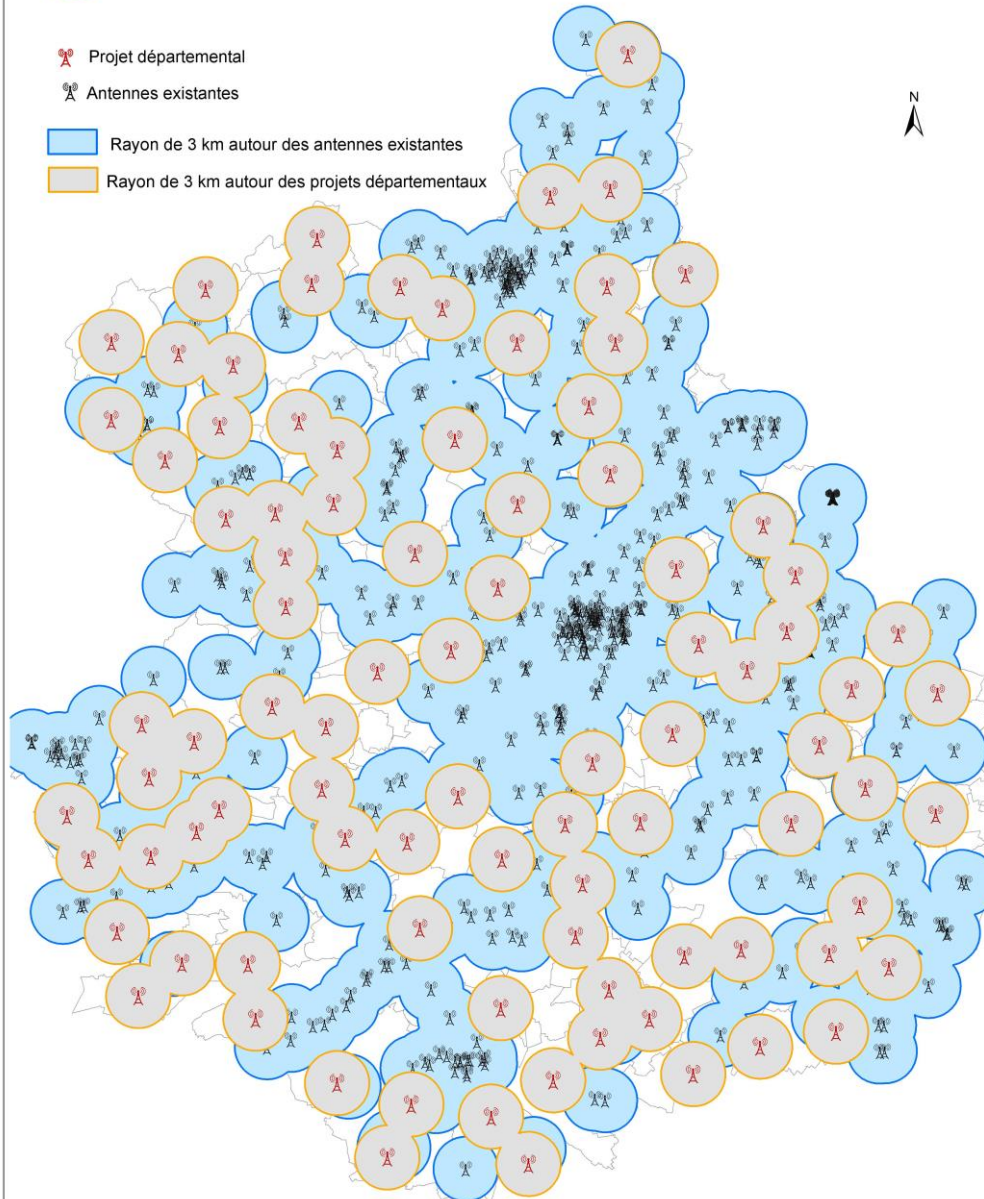 Projet départemental
Antennes existantes
N
Rayon de 3 km autour des antennes existantes
Rayon de 3 km autour des projets départementaux